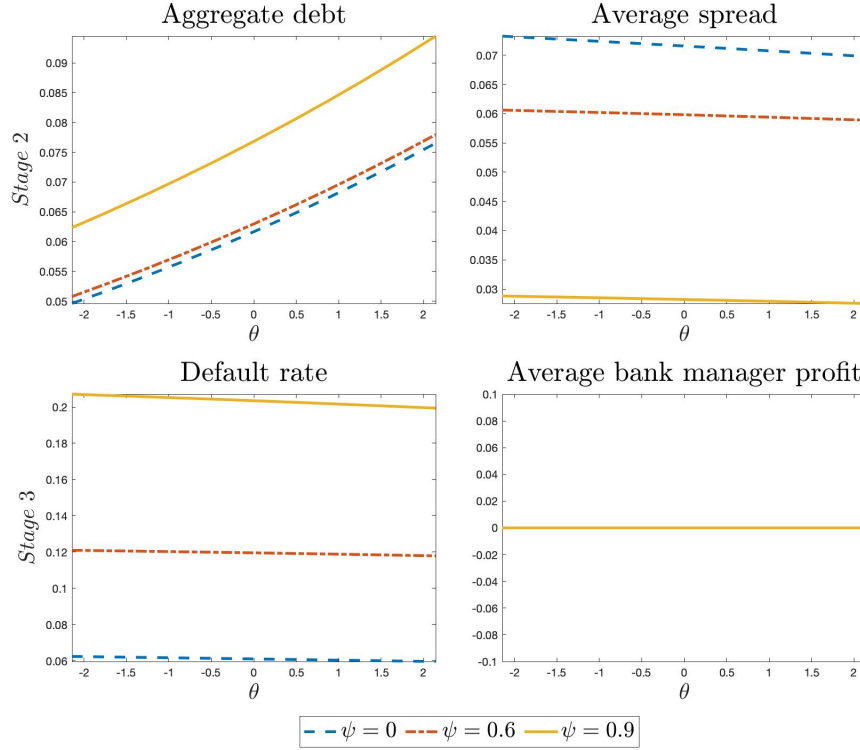 Aggregate debt
Stage 2
0.09
0.085
0.08
0.075
0.07
0.065
0.06
0.055
0.05
-2 -1.5 -1 -0.5 0 0.5 1 1.5 2
θ
Average spread
0.07
0.065
0.06
0.055
0.05
0.045
0.04
0.035
0.03
-2 -1.5 -1 -0.5 0 0.5 1 1.5 2
θ
Default rate
Stage 3
0.2
0.18
0.16
0.14
0.12
0.1
0.08
0.06
-2 -1.5 -1 -0.5 0 0.5 1 1.5 2
θ
Average bank manager profit
0.1
0.08
0.06
0.04
0.02
0
-0.02
-0.04
-0.06
-0.08
-0.1
-2 -1.5 -1 -0.5 0 0.5 1 1.5 2
θ
ψ = 0 ψ = 0.6 ψ = 0.9